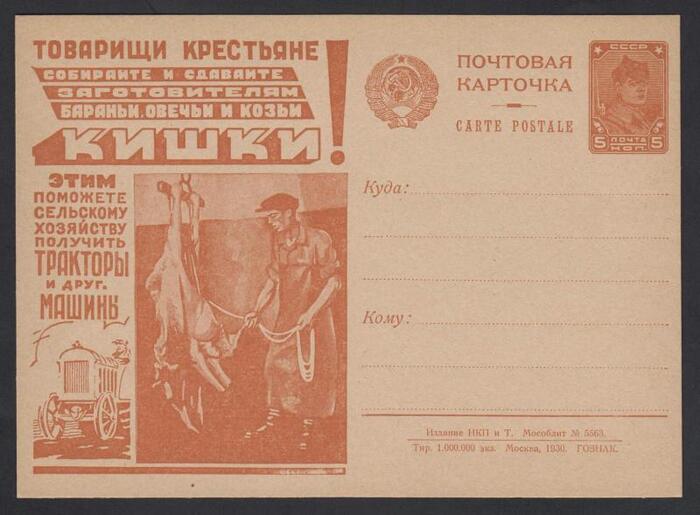 ТОВАРИЩИ КРЕСТЬЯНЕ
СОБИРАЙТЕ И СДАВАЙТЕ
ЗАГОТОВИТЕЛЯМ
БАРАНЬИ, ОВЕЧЬИ И КОЗЬИ
КИШКИ!
ЭТИМ
ПОМОЖЕТЕ
СЕЛЬСКОМУ
ХОЗЯЙСТВУ
ПОЛУЧИТЬ
ТРАКТОРЫ
И ДРУГ.
МАШИНЫ
ПОЧТОВАЯ
КАРТОЧКА
CARTE POSTALE
СССР
5 ПОЧТА 5
КОП.
Куда:
Кому:
Издание НКП и Т. Мособлит № 5563.
Тир. 1.000.000 экз. Москва, 1930. ГОЗНАК.